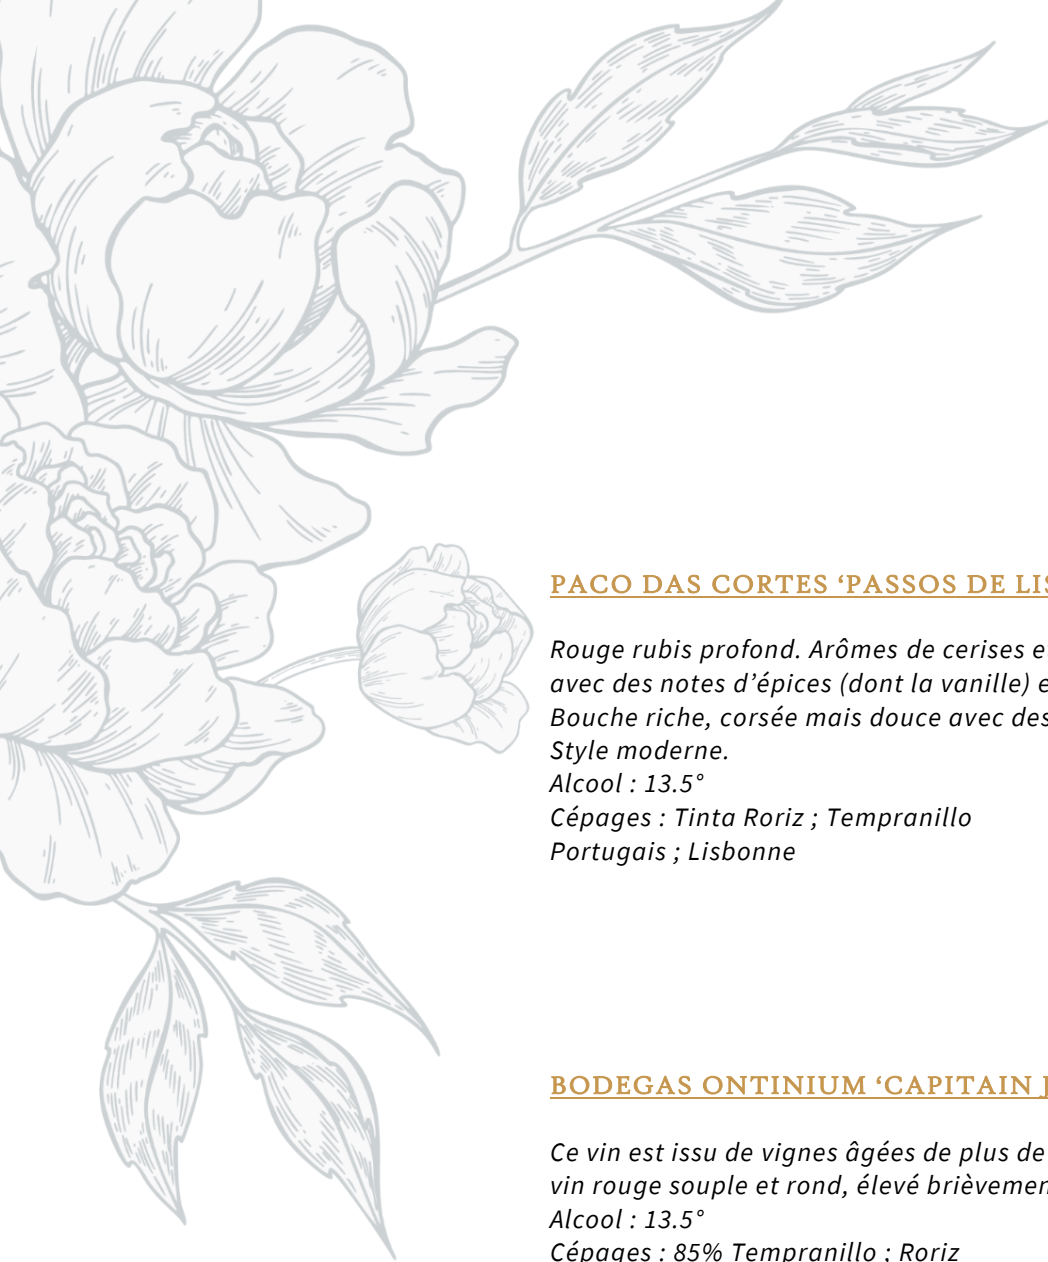 PACO DAS CORTES ‘PASSOS DE
Rouge rubis profond. Arômes de cerises
avec des notes d’épices (dont la vanille)
Bouche riche, corsée mais douce avec des
Style moderne.
Alcool : 13.5°
Cépages : Tinta Roriz ; Tempranillo
Portugais ; Lisbonne
BODEGAS ONTINIUM ‘CAPITAIN
Ce vin est issu de vignes âgées de plus de
vin rouge souple et rond, élevé
Alcool : 13.5°
Cépages : 85% Tempranillo ; Roriz